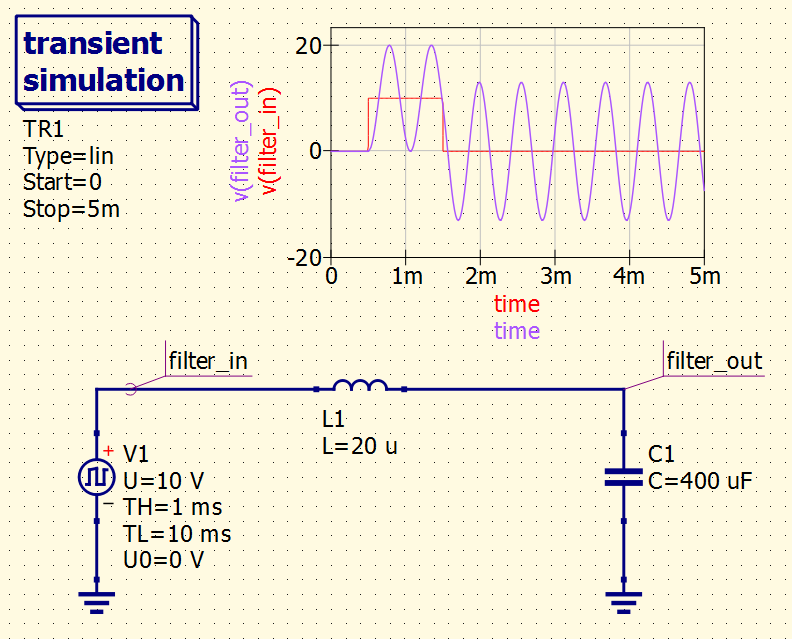 transient
simulation
TR1
Type=lin
Start=0
Stop=5m
v(filter_out)
v(filter_in)
20
0
-20
0 1m 2m 3m 4m 5m
time
time
filter_in
filter_out
L1
L=20 u
+
V1
U=10 V
TH=1 ms
TL=10 ms
U0=0 V
C1
C=400 uF